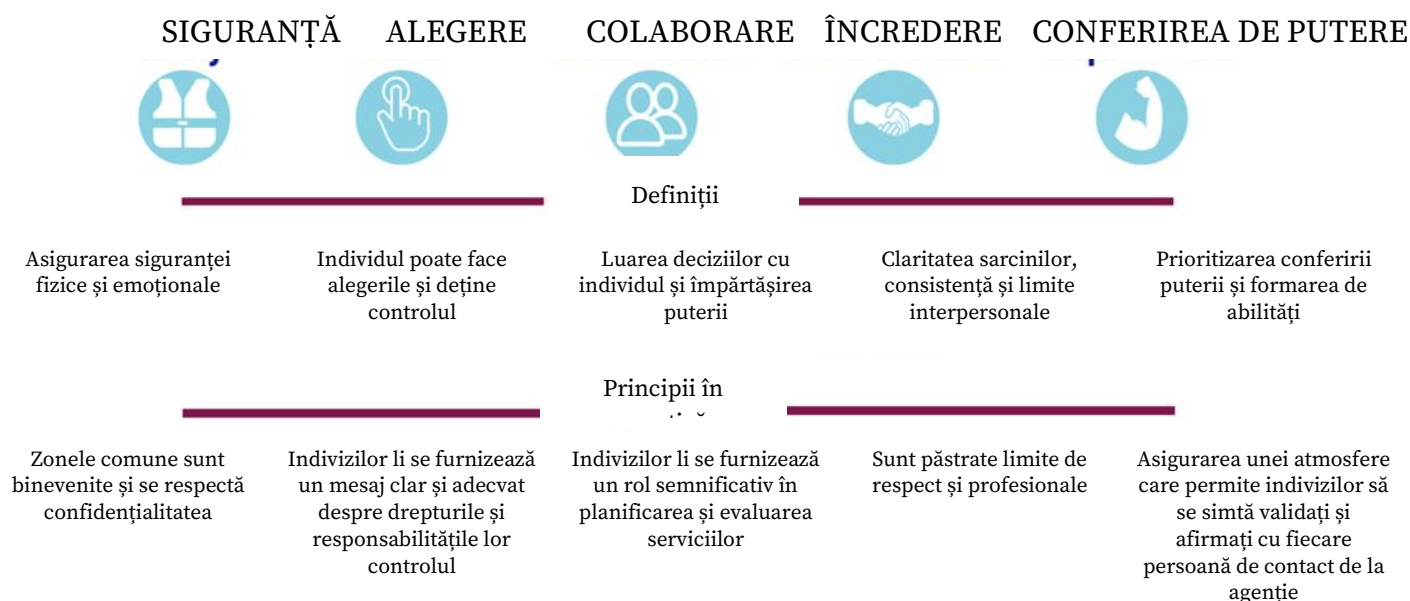 SIGURANȚĂ ALEGERE COLABORARE ÎNCREDERE CONFERIREA DE PUTERE
Definiții
Asigurarea siguranței
fizice și emoționale
Individul poate face
alegerile și deține
controlul
Luarea deciziilor cu
individul și împărtășirea
puterii
Claritatea sarcinilor,
consistență și limite
interpersonale
Prioritizarea conferirii
puterii și formarea de
abilități
Principii în
Zonele comune sunt
binevenite și se respectă
confidențialitatea
Indivizilor li se furnizează
un mesaj clar și adecvat
despre drepturile și
responsabilitățile lor
controlul
Indivizilor li se furnizează
un rol semnificativ în
planificarea și evaluarea
serviciilor
Sunt păstrate limite de
respect și profesionale
Asigurarea unei atmosfere
care permite indivizilor să
se simtă validați și
afirmați cu fiecare
persoană de contact de la
agenție